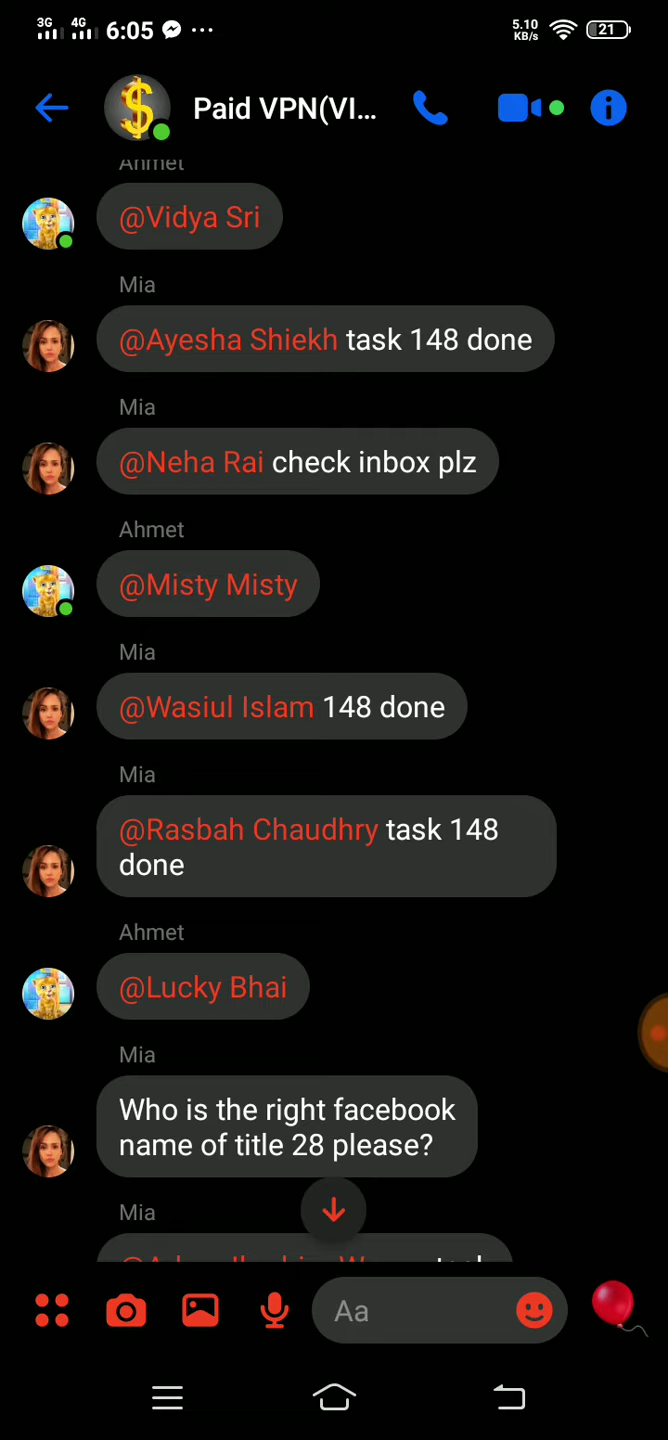 3G 4G 6:05 ...
5.10 KB/s 21
Paid VPN(VI...
Ahmet
@Vidya Sri
Mia
@Ayesha Shiekh task 148 done
Mia
@Neha Rai check inbox plz
Ahmet
@Misty Misty
Mia
@Wasiul Islam 148 done
Mia
@Rasbah Chaudhry task 148
done
Ahmet
@Lucky Bhai
Mia
Who is the right facebook
name of title 28 please?
Mia
Aa